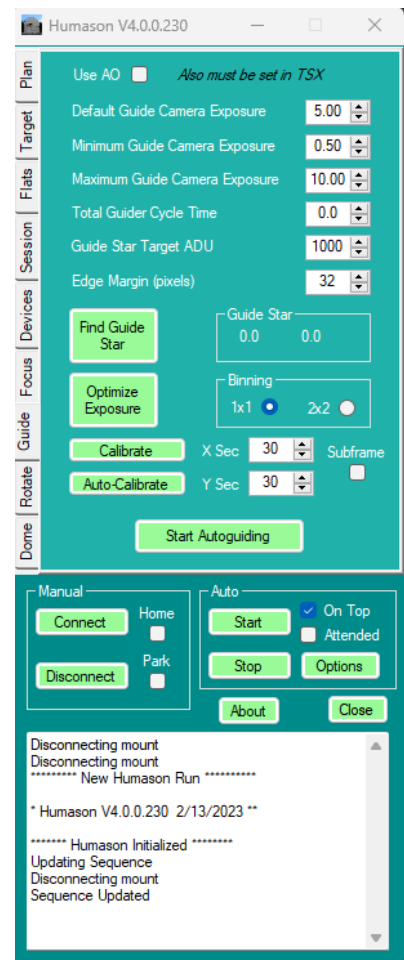 Humason V4.0.0.230
Plan
Target
Flats
Session
Devices
Focus
Guide
Rotate
Dome
Use AO Also must be set in TSX
Default Guide Camera Exposure 5.00
Minimum Guide Camera Exposure 0.50
Maximum Guide Camera Exposure 10.00
Total Guider Cycle Time 0.0
Guide Star Target ADU 1000
Edge Margin (pixels) 32
Find Guide
Star
Guide Star
0.0 0.0
Optimize
Exposure
Binning
1x1 2x2
Calibrate X Sec 30 Subframe
Auto-Calibrate Y Sec 30
Start Autoguiding
Manual
Connect Home
Disconnect Park
Auto
Start On Top
Attended
Stop Options
About Close
Disconnecting mount
Disconnecting mount
********* New Humason Run **********
* Humason V4.0.0.230 2/13/2023 **
******* Humason Initialized ********
Updating Sequence
Disconnecting mount
Sequence Updated